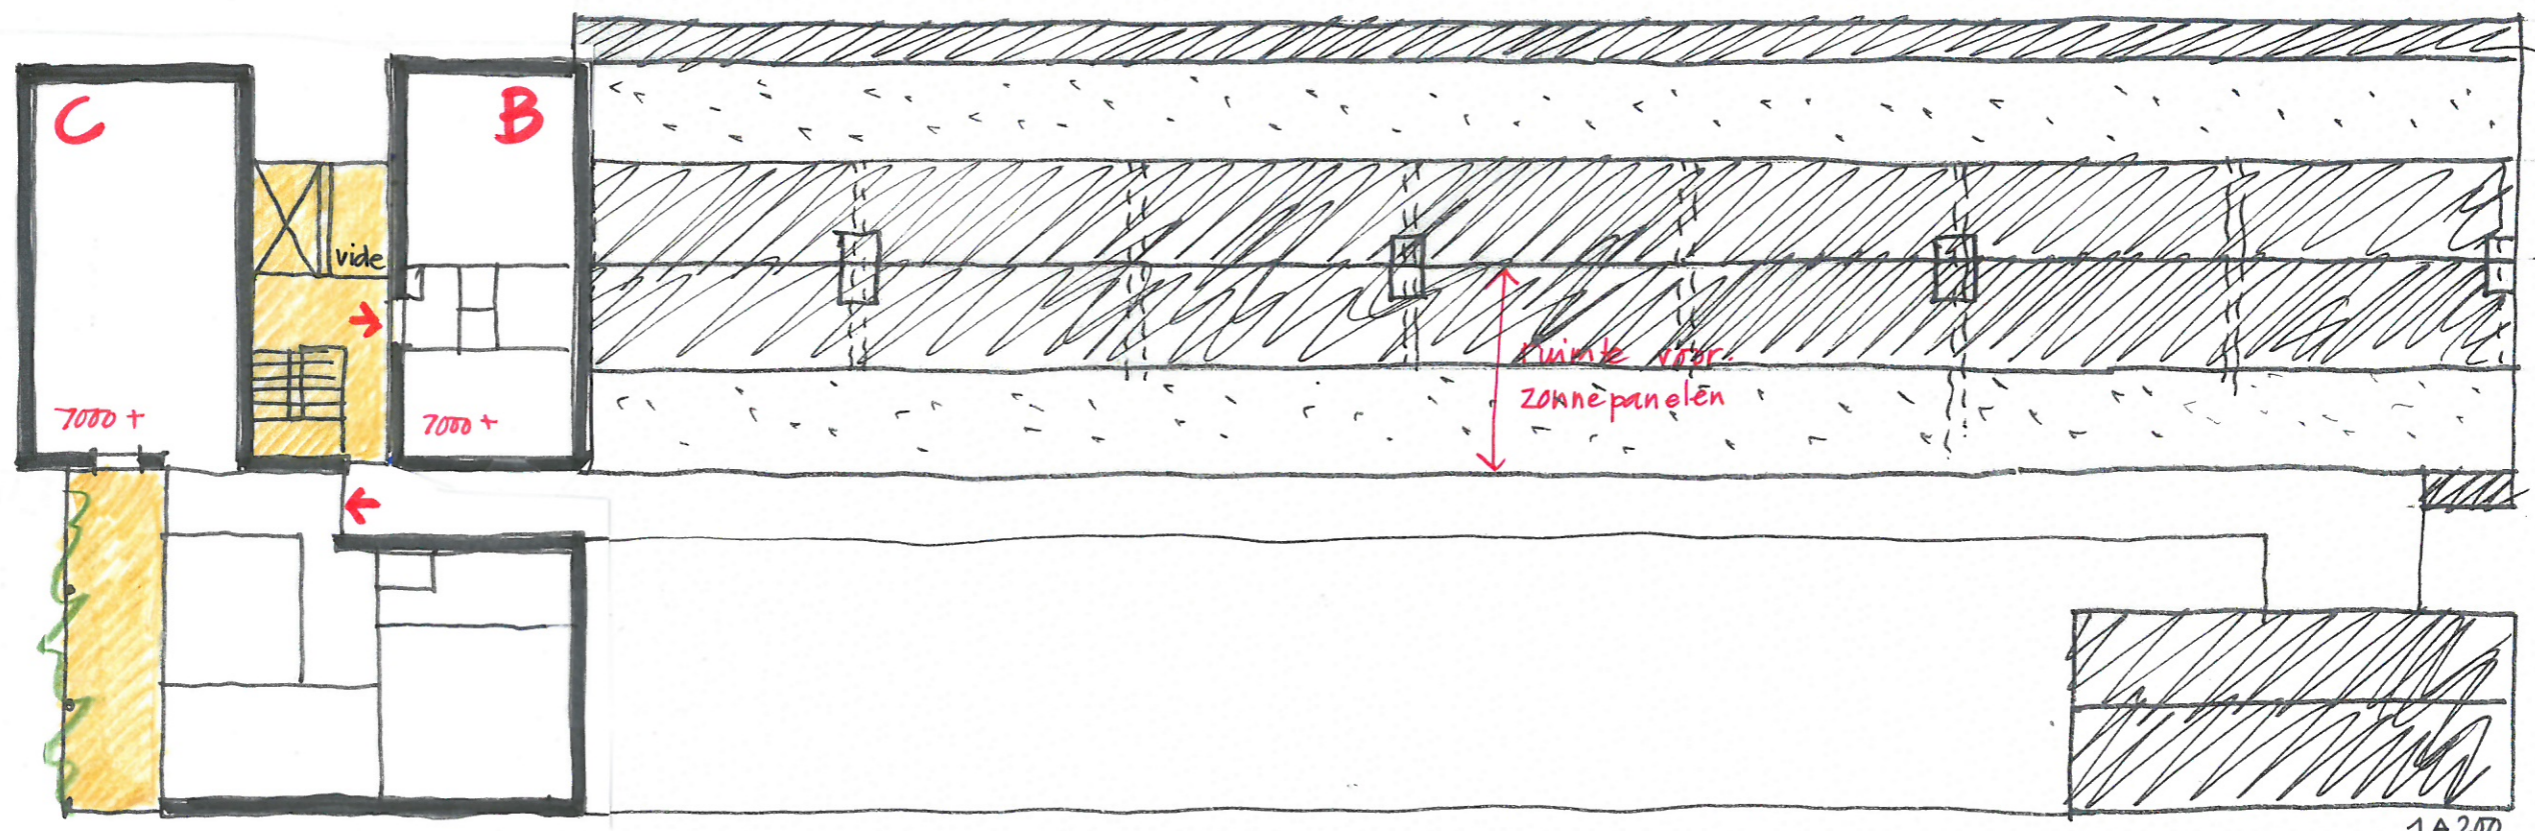 C
B
vide
7000 +
7000 +
ruimte voor
zonnepanelen